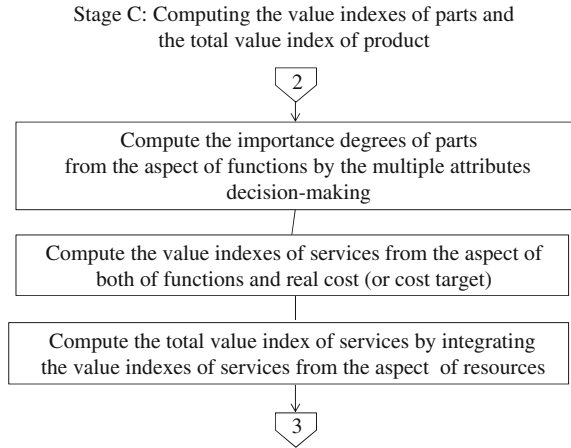 Stage C: Computing the value indexes of parts and
the total value index of product
2
Compute the importance degrees of parts
from the aspect of functions by the multiple attributes
decision-making
Compute the value indexes of services from the aspect of
both of functions and real cost (or cost target)
Compute the total value index of services by integrating
the value indexes of services from the aspect of resources
3